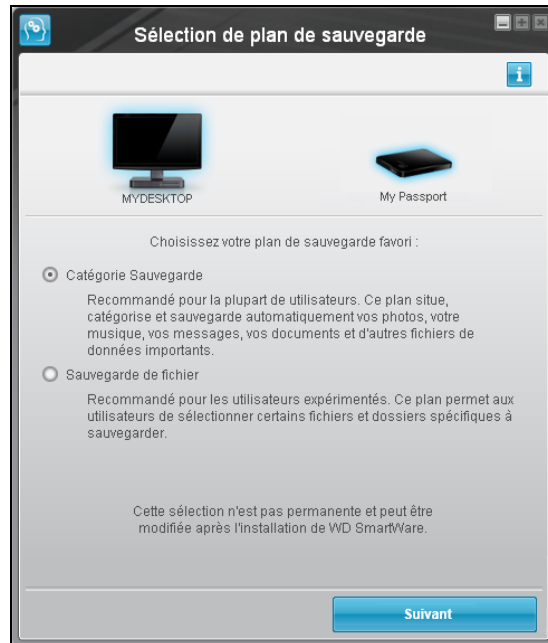 Sélection de plan de sauvegarde
MYDESKTOP
My Passport
Choisissez votre plan de sauvegarde favori :
Catégorie Sauvegarde
Recommandé pour la plupart de utilisateurs. Ce plan situe,
catégorise et sauvegarde automatiquement vos photos, votre
musique, vos messages, vos documents et d'autres fichiers de
données importants.
Sauvegarde de fichier
Recommandé pour les utilisateurs expérimentés. Ce plan permet aux
utilisateurs de sélectionner certains fichiers et dossiers spécifiques à
sauvegarder.
Cette sélection n'est pas permanente et peut être
modifiée après l'installation de WD SmartWare.
Suivant